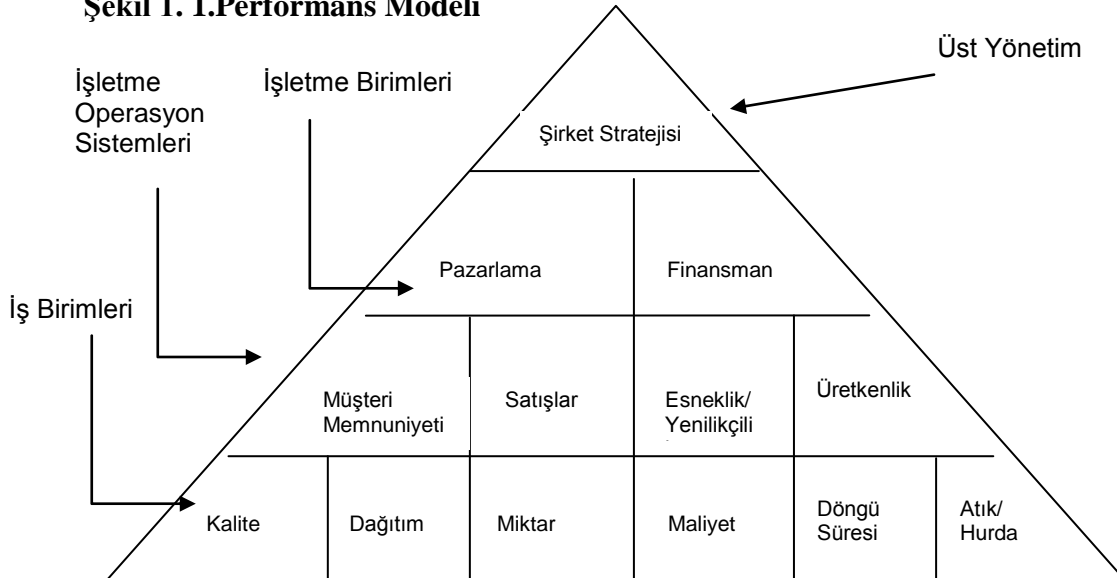 Şekil 1. 1.Performans Modeli
Üst Yönetim
İşletme
Operasyon
Sistemleri
İşletme Birimleri
Şirket Stratejisi
Pazarlama
Finansman
İş Birimleri
Müşteri
Memnuniyeti
Satışlar
Esneklik/
Yenilikçili
Üretkenlik
Kalite
Dağıtım
Miktar
Maliyet
Döngü
Süresi
Atık/
Hurda